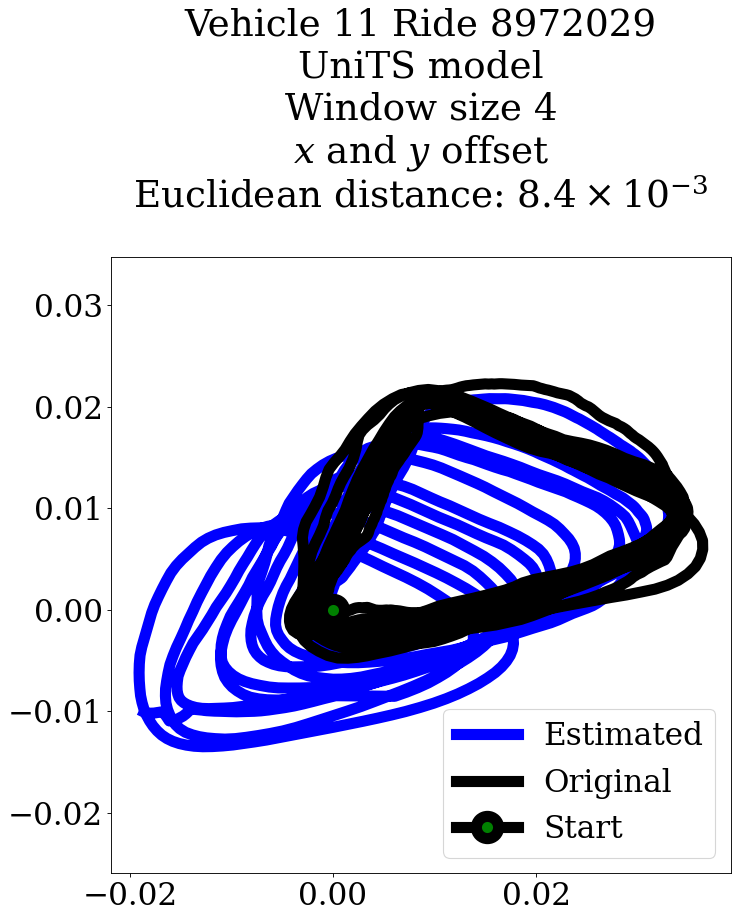 Vehicle 11 Ride 8972029
UniTS model
Window size 4
x and y offset
Euclidean distance: 8.4 × 10⁻³
0.03
0.02
0.01
0.00
−0.01
−0.02
−0.02 0.00 0.02
Estimated
Original
Start